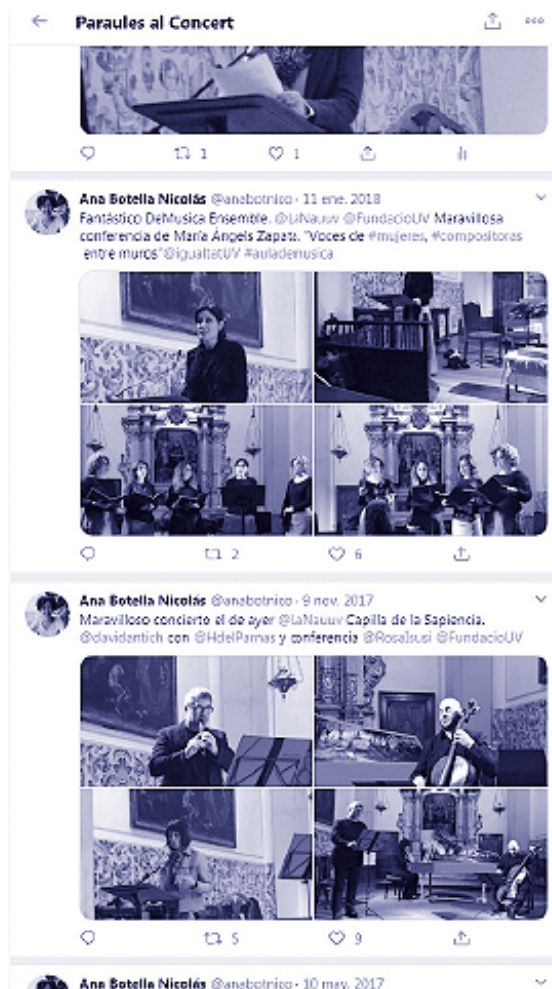 Paraules al Concert
1 1
Ana Botella Nicolás @anabotnico · 11 ene. 2018
Fantástico DeMusica Ensemble. @LaNauuv @FundacioUV Maravillosa
conferencia de María Àngels Zapata. "Voces de #mujeres, #compositoras
entre muros" @igualtatUV #aulademusica
2 6
Ana Botella Nicolás @anabotnico · 9 nov. 2017
Maravilloso concierto el de ayer @LaNauuv Capilla de la Sapiencia.
@davidantich con @HdelParnas y conferencia @RosaIsusi @FundacioUV
5 9
Ana Botella Nicolás @anabotnico · 10 may. 2017